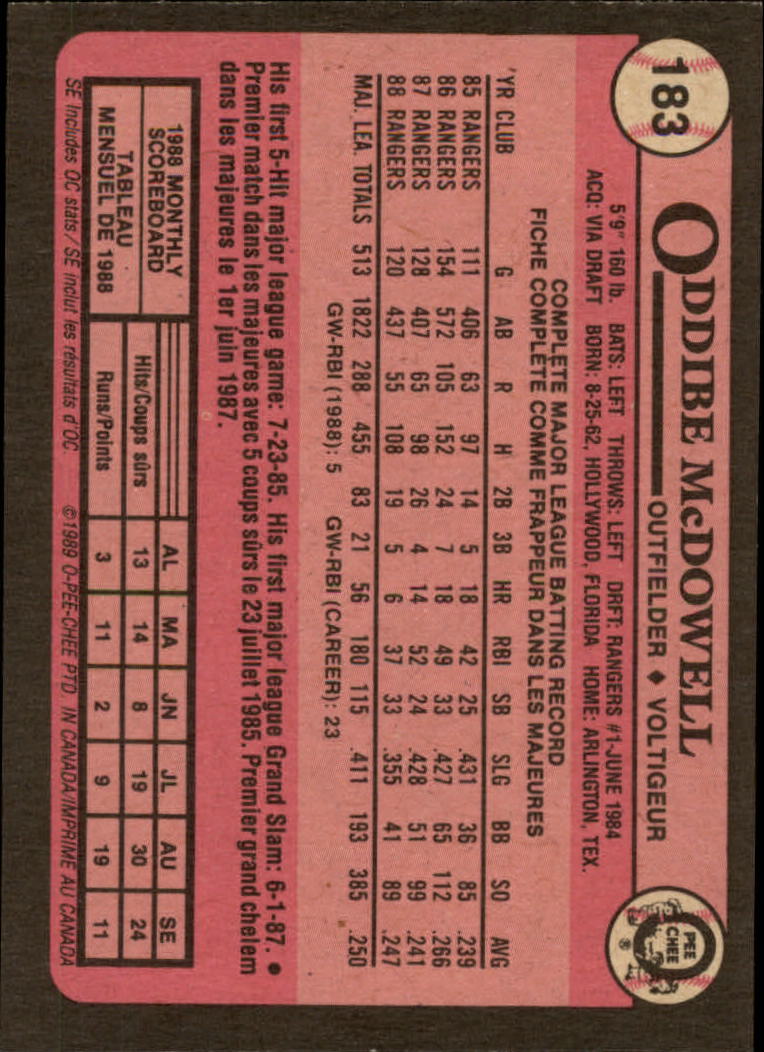 183
ODDIBE McDOWELL
OUTFIELDER ♦ VOLTIGEUR
PEE
CHEE
®
5'9" 160 lb. BATS: LEFT THROWS: LEFT DRFT: RANGERS #1-JUNE 1984
ACQ: VIA DRAFT BORN: 8-25-62, HOLLYWOOD, FLORIDA HOME: ARLINGTON, TEX.
COMPLETE MAJOR LEAGUE BATTING RECORD
FICHE COMPLÈTE COMME FRAPPEUR DANS LES MAJEURES
'YR CLUB G AB R H 2B 3B HR RBI SB SLG BB SO AVG
85 RANGERS 111 406 63 97 14 5 18 42 25 .431 36 85 .239
86 RANGERS 154 572 105 152 24 7 18 49 33 .427 65 112 .266
87 RANGERS 128 407 65 98 26 4 14 52 24 .428 51 99 .241
88 RANGERS 120 437 55 108 19 5 6 37 33 .355 41 89 .247
MAJ. LEA. TOTALS 513 1822 288 455 83 21 56 180 115 .411 193 385 .250
GW-RBI (1988): 5 GW-RBI (CAREER): 23
His first 5-Hit major league game: 7-23-85. His first major league Grand Slam: 6-1-87. ●
Premier match dans les majeures avec 5 coups sûrs le 23 juillet 1985. Premier grand chelem
dans les majeures le 1er juin 1987.
1988 MONTHLY
SCOREBOARD
TABLEAU
MENSUEL DE 1988
AL MA JN JL AU SE
Hits/Coups sûrs 13 14 8 19 30 24
Runs/Points 3 11 2 9 19 11
SE Includes OC stats / SE inclut les résultats d'OC ©1989 O-PEE-CHEE PTD IN CANADA/IMPRIME AU CANADA